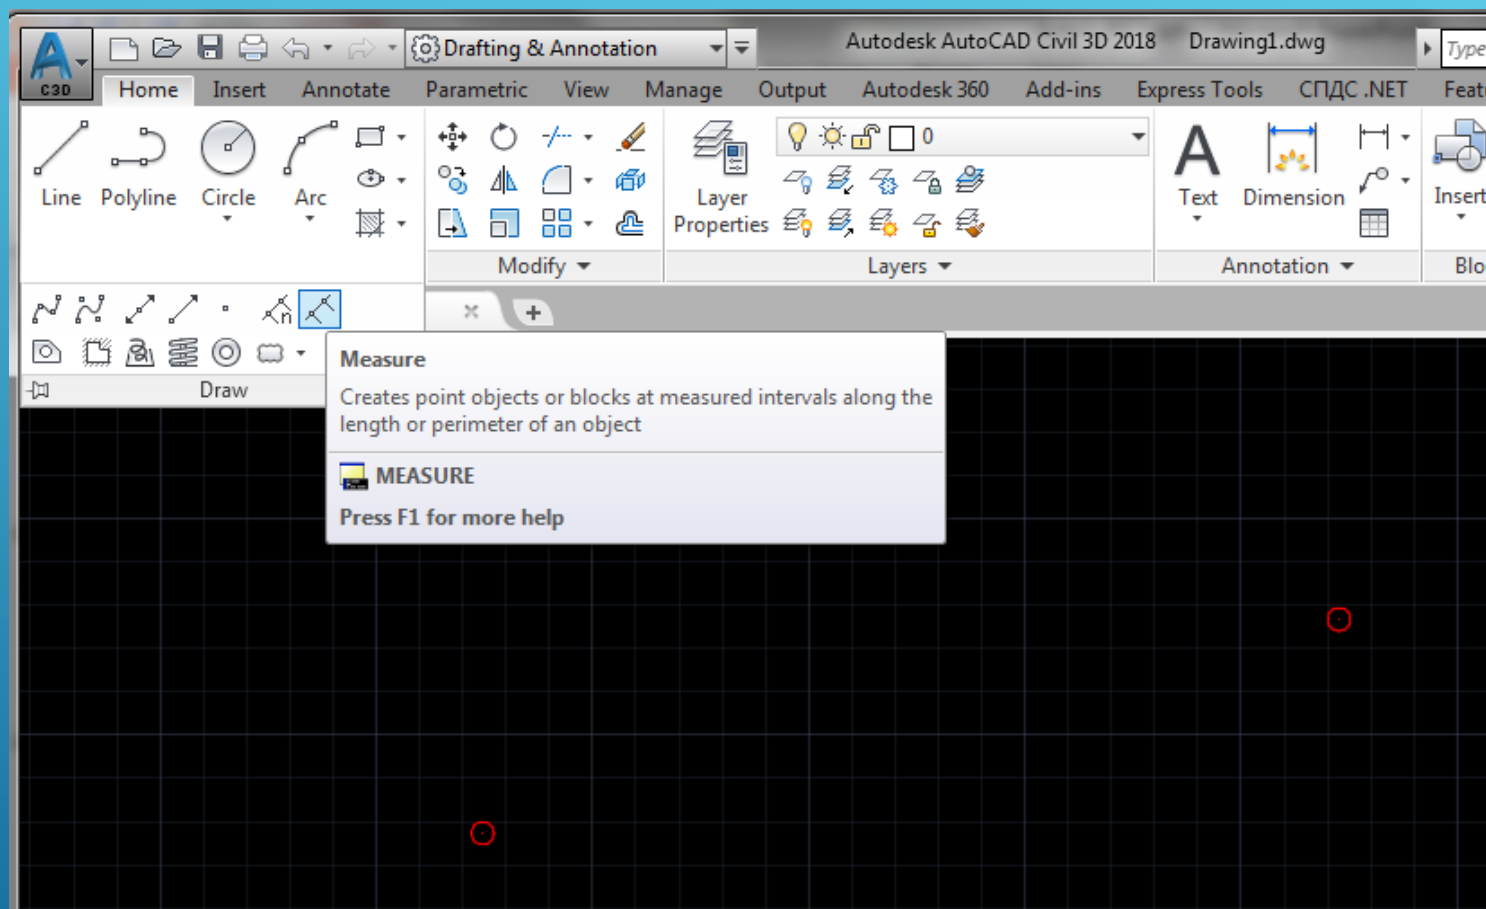 Drafting & Annotation
Autodesk AutoCAD Civil 3D 2018 Drawing1.dwg
Type
C3D
Home Insert Annotate Parametric View Manage Output Autodesk 360 Add-ins Express Tools СПДС .NET Feat
0
Line Polyline Circle Arc
Layer
Properties
A
Text Dimension
Insert
Modify
Layers
Annotation
Blo
n
Draw
Measure
Creates point objects or blocks at measured intervals along the
length or perimeter of an object
MEASURE
Press F1 for more help